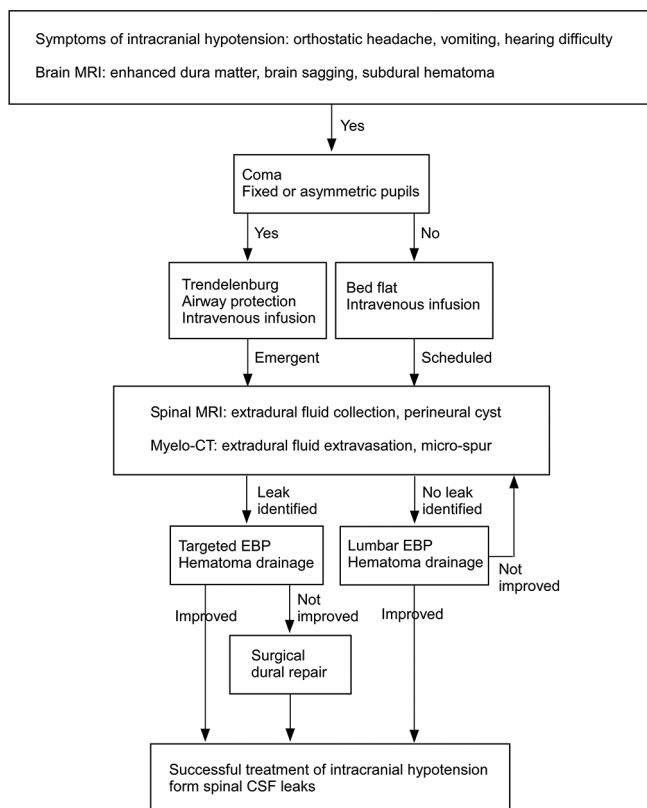 Symptoms of intracranial hypotension: orthostatic headache, vomiting, hearing difficulty
Brain MRI: enhanced dura matter, brain sagging, subdural hematoma
Yes
Coma
Fixed or asymmetric pupils
Yes
No
Trendelenburg
Airway protection
Intravenous infusion
Bed flat
Intravenous infusion
Emergent
Scheduled
Spinal MRI: extradural fluid collection, perineural cyst
Myelo-CT: extradural fluid extravasation, micro-spur
Leak
identified
No leak
identified
Targeted EBP
Hematoma drainage
Lumbar EBP
Hematoma drainage
Not
improved
Improved
Not
improved
Improved
Surgical
dural repair
Successful treatment of intracranial hypotension
form spinal CSF leaks